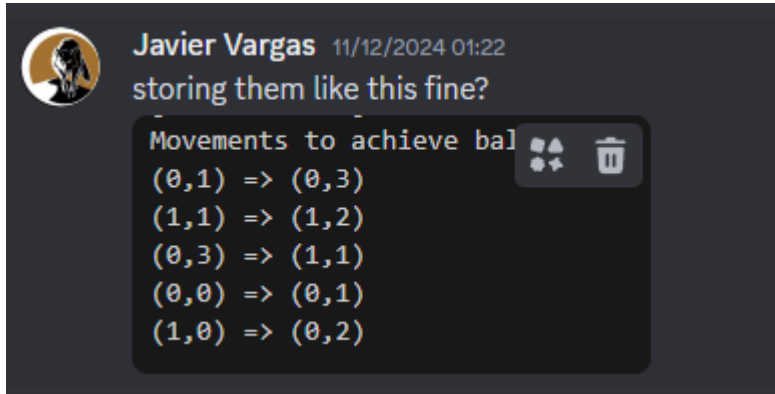 Javier Vargas 11/12/2024 01:22
storing them like this fine?
Movements to achieve
(0,1) => (0,3)
(1,1) => (1,2)
(0,3) => (1,1)
(0,0) => (0,1)
(1,0) => (0,2)